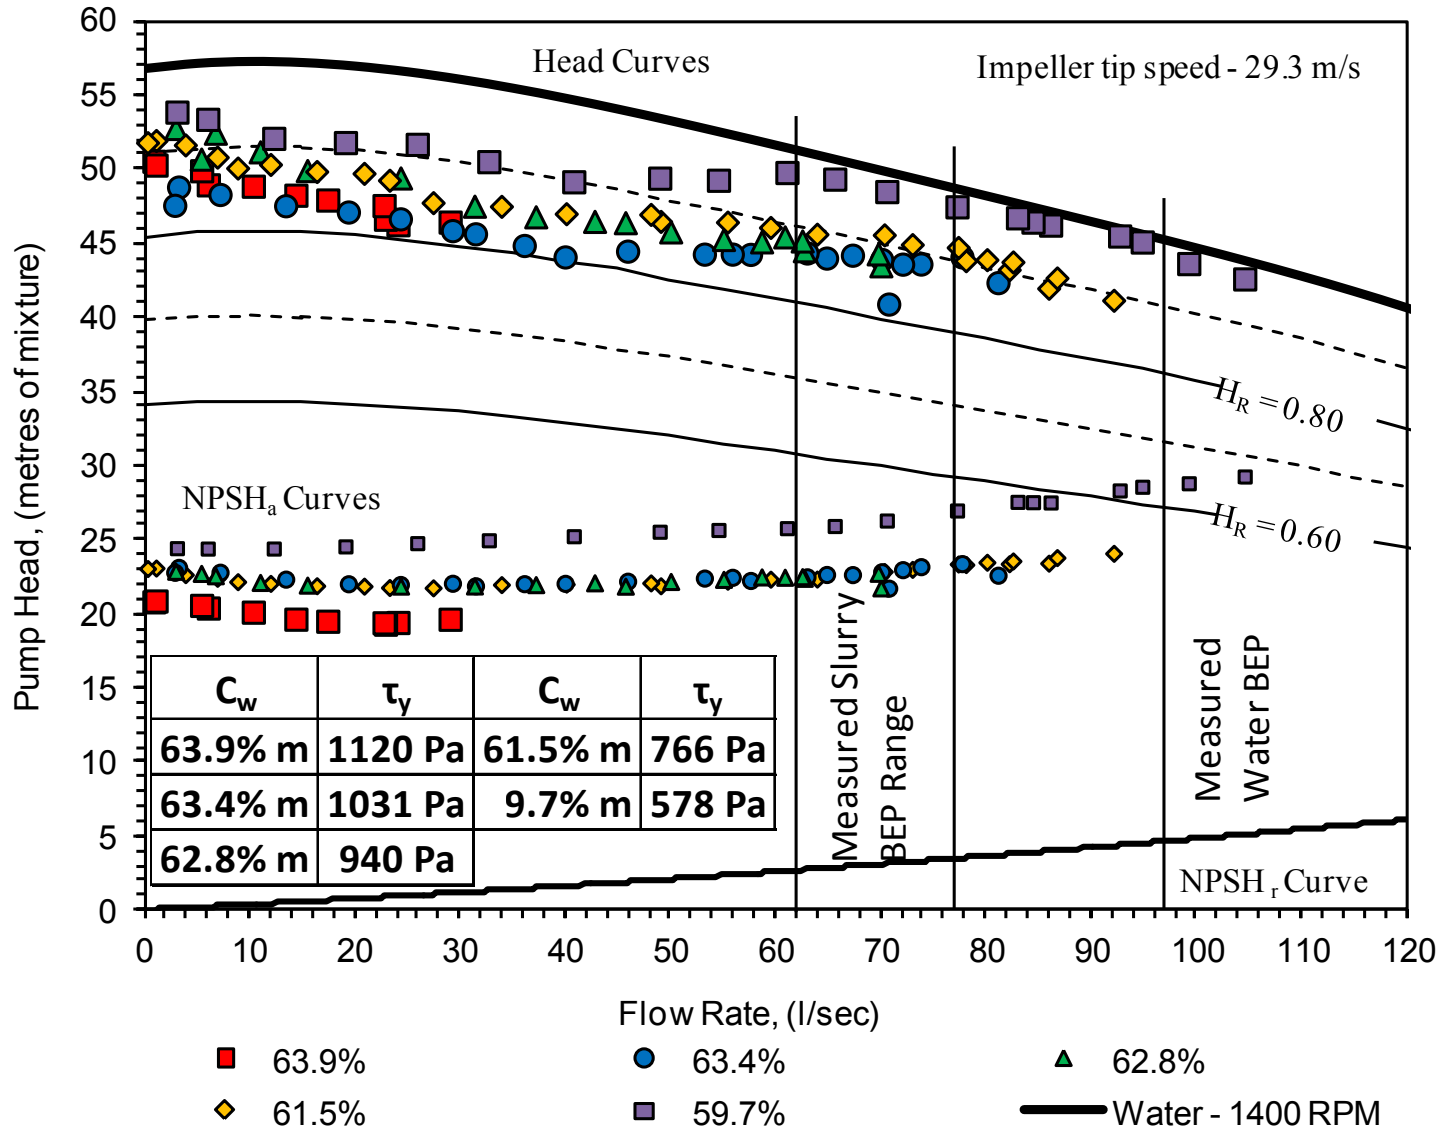 60
55
50
45
40
35
30
25
20
15
10
5
0
Pump Head, (metres of mixture)
Head Curves
Impeller tip speed - 29.3 m/s
H_R = 0.80
H_R = 0.60
NPSH_a Curves
C_w τ_y C_w τ_y
63.9% m 1120 Pa 61.5% m 766 Pa
63.4% m 1031 Pa 9.7% m 578 Pa
62.8% m 940 Pa
Measured Slurry
BEP Range
Measured
Water BEP
NPSH_r Curve
0 10 20 30 40 50 60 70 80 90 100 110 120
Flow Rate, (l/sec)
63.9% 63.4% 62.8%
61.5% 59.7% Water - 1400 RPM